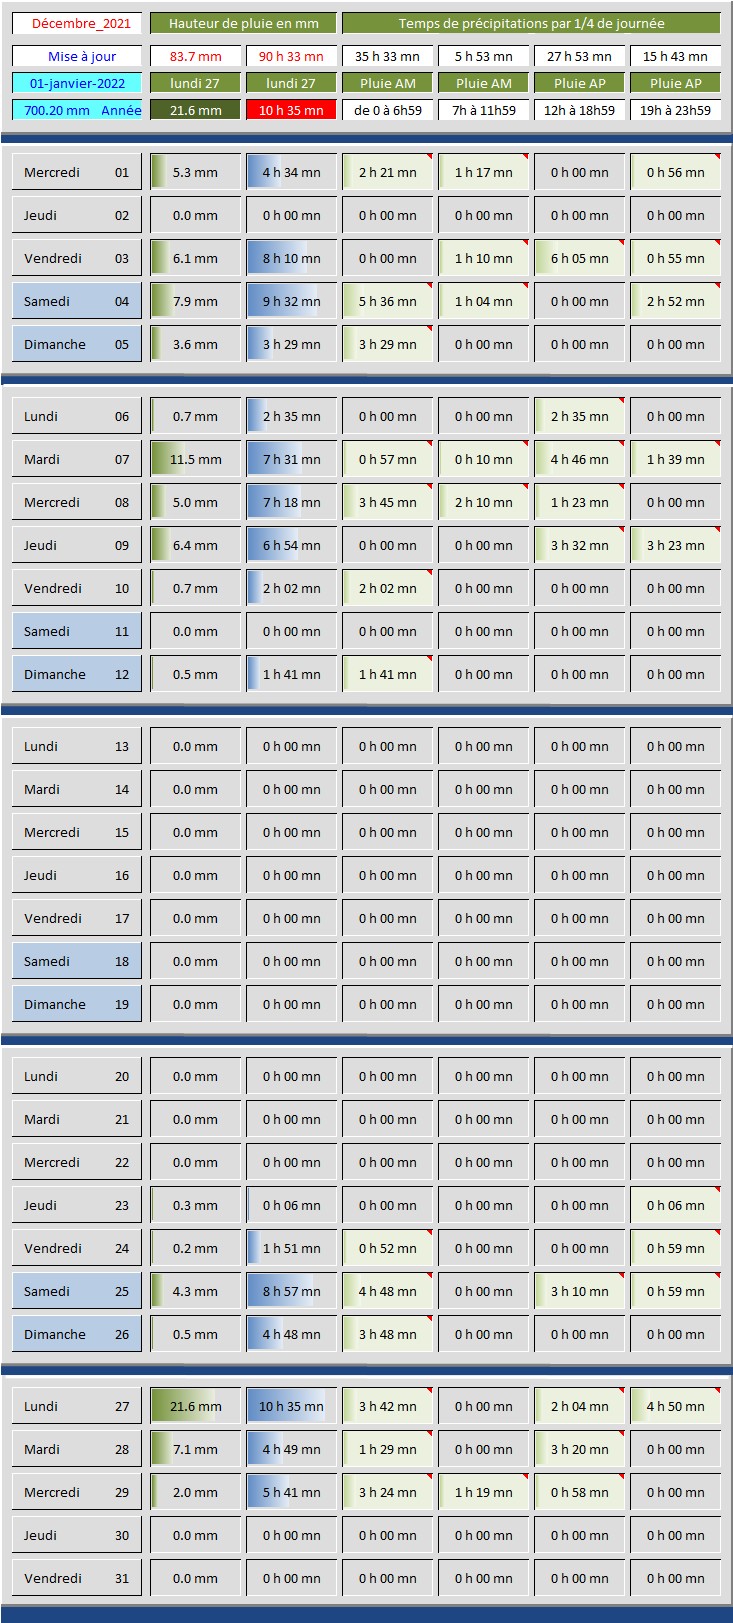 Décembre_2021 Hauteur de pluie en mm Temps de précipitations par 1/4 de journée
Mise à jour 83.7 mm 90 h 33 mn 35 h 33 mn 5 h 53 mn 27 h 53 mn 15 h 43 mn
01-janvier-2022 lundi 27 lundi 27 Pluie AM Pluie AM Pluie AP Pluie AP
700.20 mm Année 21.6 mm 10 h 35 mn de 0 à 6h59 7h à 11h59 12h à 18h59 19h à 23h59
Mercredi 01 5.3 mm 4 h 34 mn 2 h 21 mn 1 h 17 mn 0 h 00 mn 0 h 56 mn
Jeudi 02 0.0 mm 0 h 00 mn 0 h 00 mn 0 h 00 mn 0 h 00 mn 0 h 00 mn
Vendredi 03 6.1 mm 8 h 10 mn 0 h 00 mn 1 h 10 mn 6 h 05 mn 0 h 55 mn
Samedi 04 7.9 mm 9 h 32 mn 5 h 36 mn 1 h 04 mn 0 h 00 mn 2 h 52 mn
Dimanche 05 3.6 mm 3 h 29 mn 3 h 29 mn 0 h 00 mn 0 h 00 mn 0 h 00 mn
Lundi 06 0.7 mm 2 h 35 mn 0 h 00 mn 0 h 00 mn 2 h 35 mn 0 h 00 mn
Mardi 07 11.5 mm 7 h 31 mn 0 h 57 mn 0 h 10 mn 4 h 46 mn 1 h 39 mn
Mercredi 08 5.0 mm 7 h 18 mn 3 h 45 mn 2 h 10 mn 1 h 23 mn 0 h 00 mn
Jeudi 09 6.4 mm 6 h 54 mn 0 h 00 mn 0 h 00 mn 3 h 32 mn 3 h 23 mn
Vendredi 10 0.7 mm 2 h 02 mn 2 h 02 mn 0 h 00 mn 0 h 00 mn 0 h 00 mn
Samedi 11 0.0 mm 0 h 00 mn 0 h 00 mn 0 h 00 mn 0 h 00 mn 0 h 00 mn
Dimanche 12 0.5 mm 1 h 41 mn 1 h 41 mn 0 h 00 mn 0 h 00 mn 0 h 00 mn
Lundi 13 0.0 mm 0 h 00 mn 0 h 00 mn 0 h 00 mn 0 h 00 mn 0 h 00 mn
Mardi 14 0.0 mm 0 h 00 mn 0 h 00 mn 0 h 00 mn 0 h 00 mn 0 h 00 mn
Mercredi 15 0.0 mm 0 h 00 mn 0 h 00 mn 0 h 00 mn 0 h 00 mn 0 h 00 mn
Jeudi 16 0.0 mm 0 h 00 mn 0 h 00 mn 0 h 00 mn 0 h 00 mn 0 h 00 mn
Vendredi 17 0.0 mm 0 h 00 mn 0 h 00 mn 0 h 00 mn 0 h 00 mn 0 h 00 mn
Samedi 18 0.0 mm 0 h 00 mn 0 h 00 mn 0 h 00 mn 0 h 00 mn 0 h 00 mn
Dimanche 19 0.0 mm 0 h 00 mn 0 h 00 mn 0 h 00 mn 0 h 00 mn 0 h 00 mn
Lundi 20 0.0 mm 0 h 00 mn 0 h 00 mn 0 h 00 mn 0 h 00 mn 0 h 00 mn
Mardi 21 0.0 mm 0 h 00 mn 0 h 00 mn 0 h 00 mn 0 h 00 mn 0 h 00 mn
Mercredi 22 0.0 mm 0 h 00 mn 0 h 00 mn 0 h 00 mn 0 h 00 mn 0 h 00 mn
Jeudi 23 0.3 mm 0 h 06 mn 0 h 00 mn 0 h 00 mn 0 h 00 mn 0 h 06 mn
Vendredi 24 0.2 mm 1 h 51 mn 0 h 52 mn 0 h 00 mn 0 h 00 mn 0 h 59 mn
Samedi 25 4.3 mm 8 h 57 mn 4 h 48 mn 0 h 00 mn 3 h 10 mn 0 h 59 mn
Dimanche 26 0.5 mm 4 h 48 mn 3 h 48 mn 0 h 00 mn 0 h 00 mn 0 h 00 mn
Lundi 27 21.6 mm 10 h 35 mn 3 h 42 mn 0 h 00 mn 2 h 04 mn 4 h 50 mn
Mardi 28 7.1 mm 4 h 49 mn 1 h 29 mn 0 h 00 mn 3 h 20 mn 0 h 00 mn
Mercredi 29 2.0 mm 5 h 41 mn 3 h 24 mn 1 h 19 mn 0 h 58 mn 0 h 00 mn
Jeudi 30 0.0 mm 0 h 00 mn 0 h 00 mn 0 h 00 mn 0 h 00 mn 0 h 00 mn
Vendredi 31 0.0 mm 0 h 00 mn 0 h 00 mn 0 h 00 mn 0 h 00 mn 0 h 00 mn